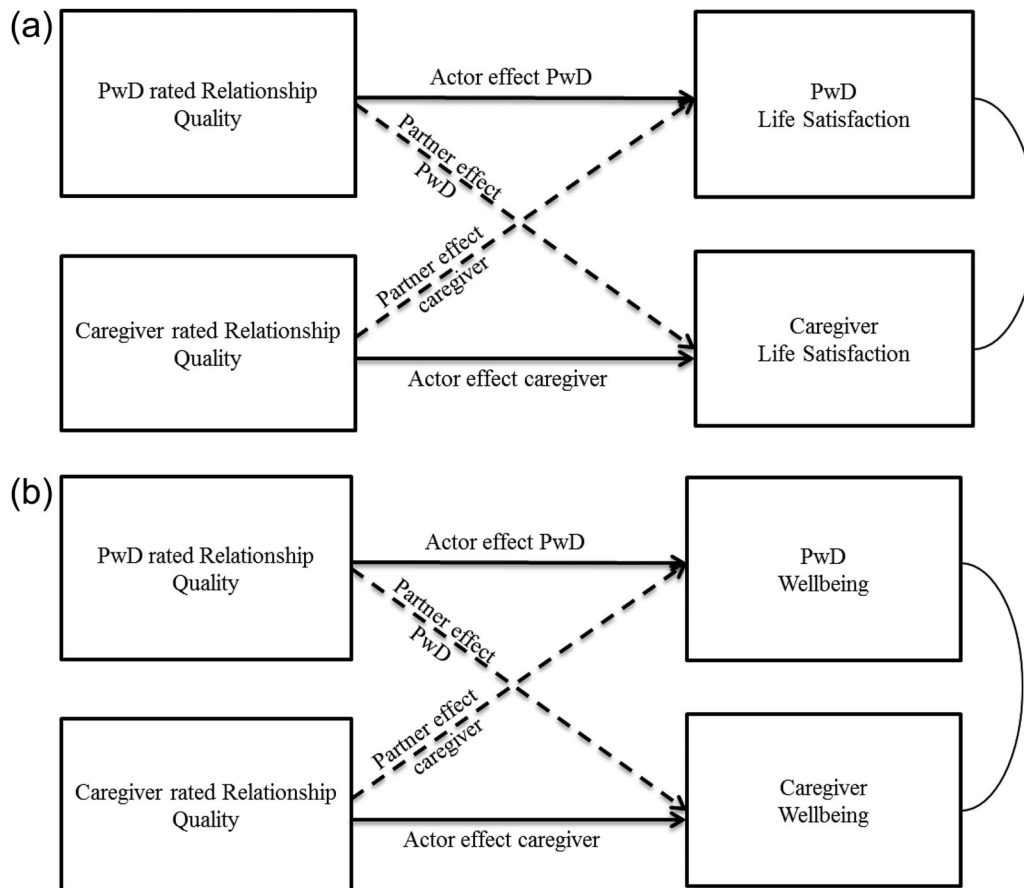 (a)
PwD rated Relationship
Quality
Actor effect PwD
PwD
Life Satisfaction
Partner effect
PwD
Partner effect
caregiver
Caregiver rated Relationship
Quality
Actor effect caregiver
Caregiver
Life Satisfaction
(b)
PwD rated Relationship
Quality
Actor effect PwD
PwD
Wellbeing
Partner effect
PwD
Partner effect
caregiver
Caregiver rated Relationship
Quality
Actor effect caregiver
Caregiver
Wellbeing